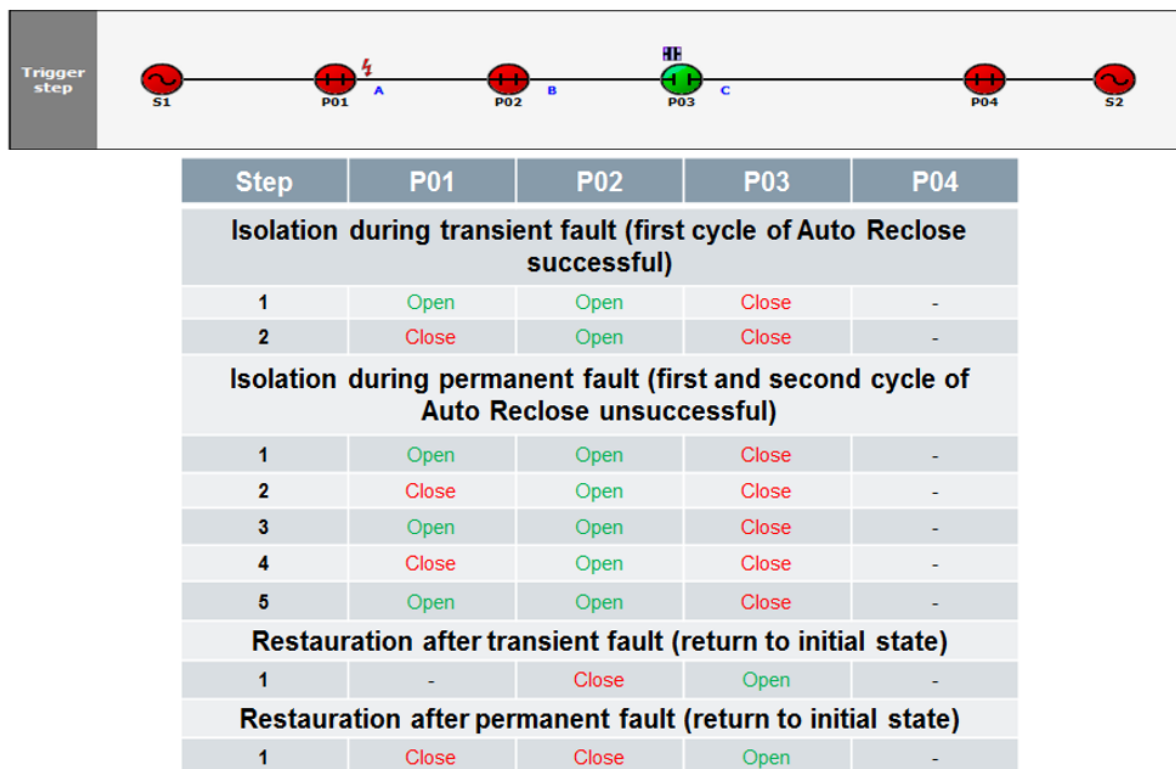 Trigger
step
S1
P01
A
P02
B
P03
C
P04
S2
Step P01 P02 P03 P04
Isolation during transient fault (first cycle of Auto Reclose
successful)
1 Open Open Close -
2 Close Open Close -
Isolation during permanent fault (first and second cycle of
Auto Reclose unsuccessful)
1 Open Open Close -
2 Close Open Close -
3 Open Open Close -
4 Close Open Close -
5 Open Open Close -
Restauration after transient fault (return to initial state)
1 - Close Open -
Restauration after permanent fault (return to initial state)
1 Close Close Open -